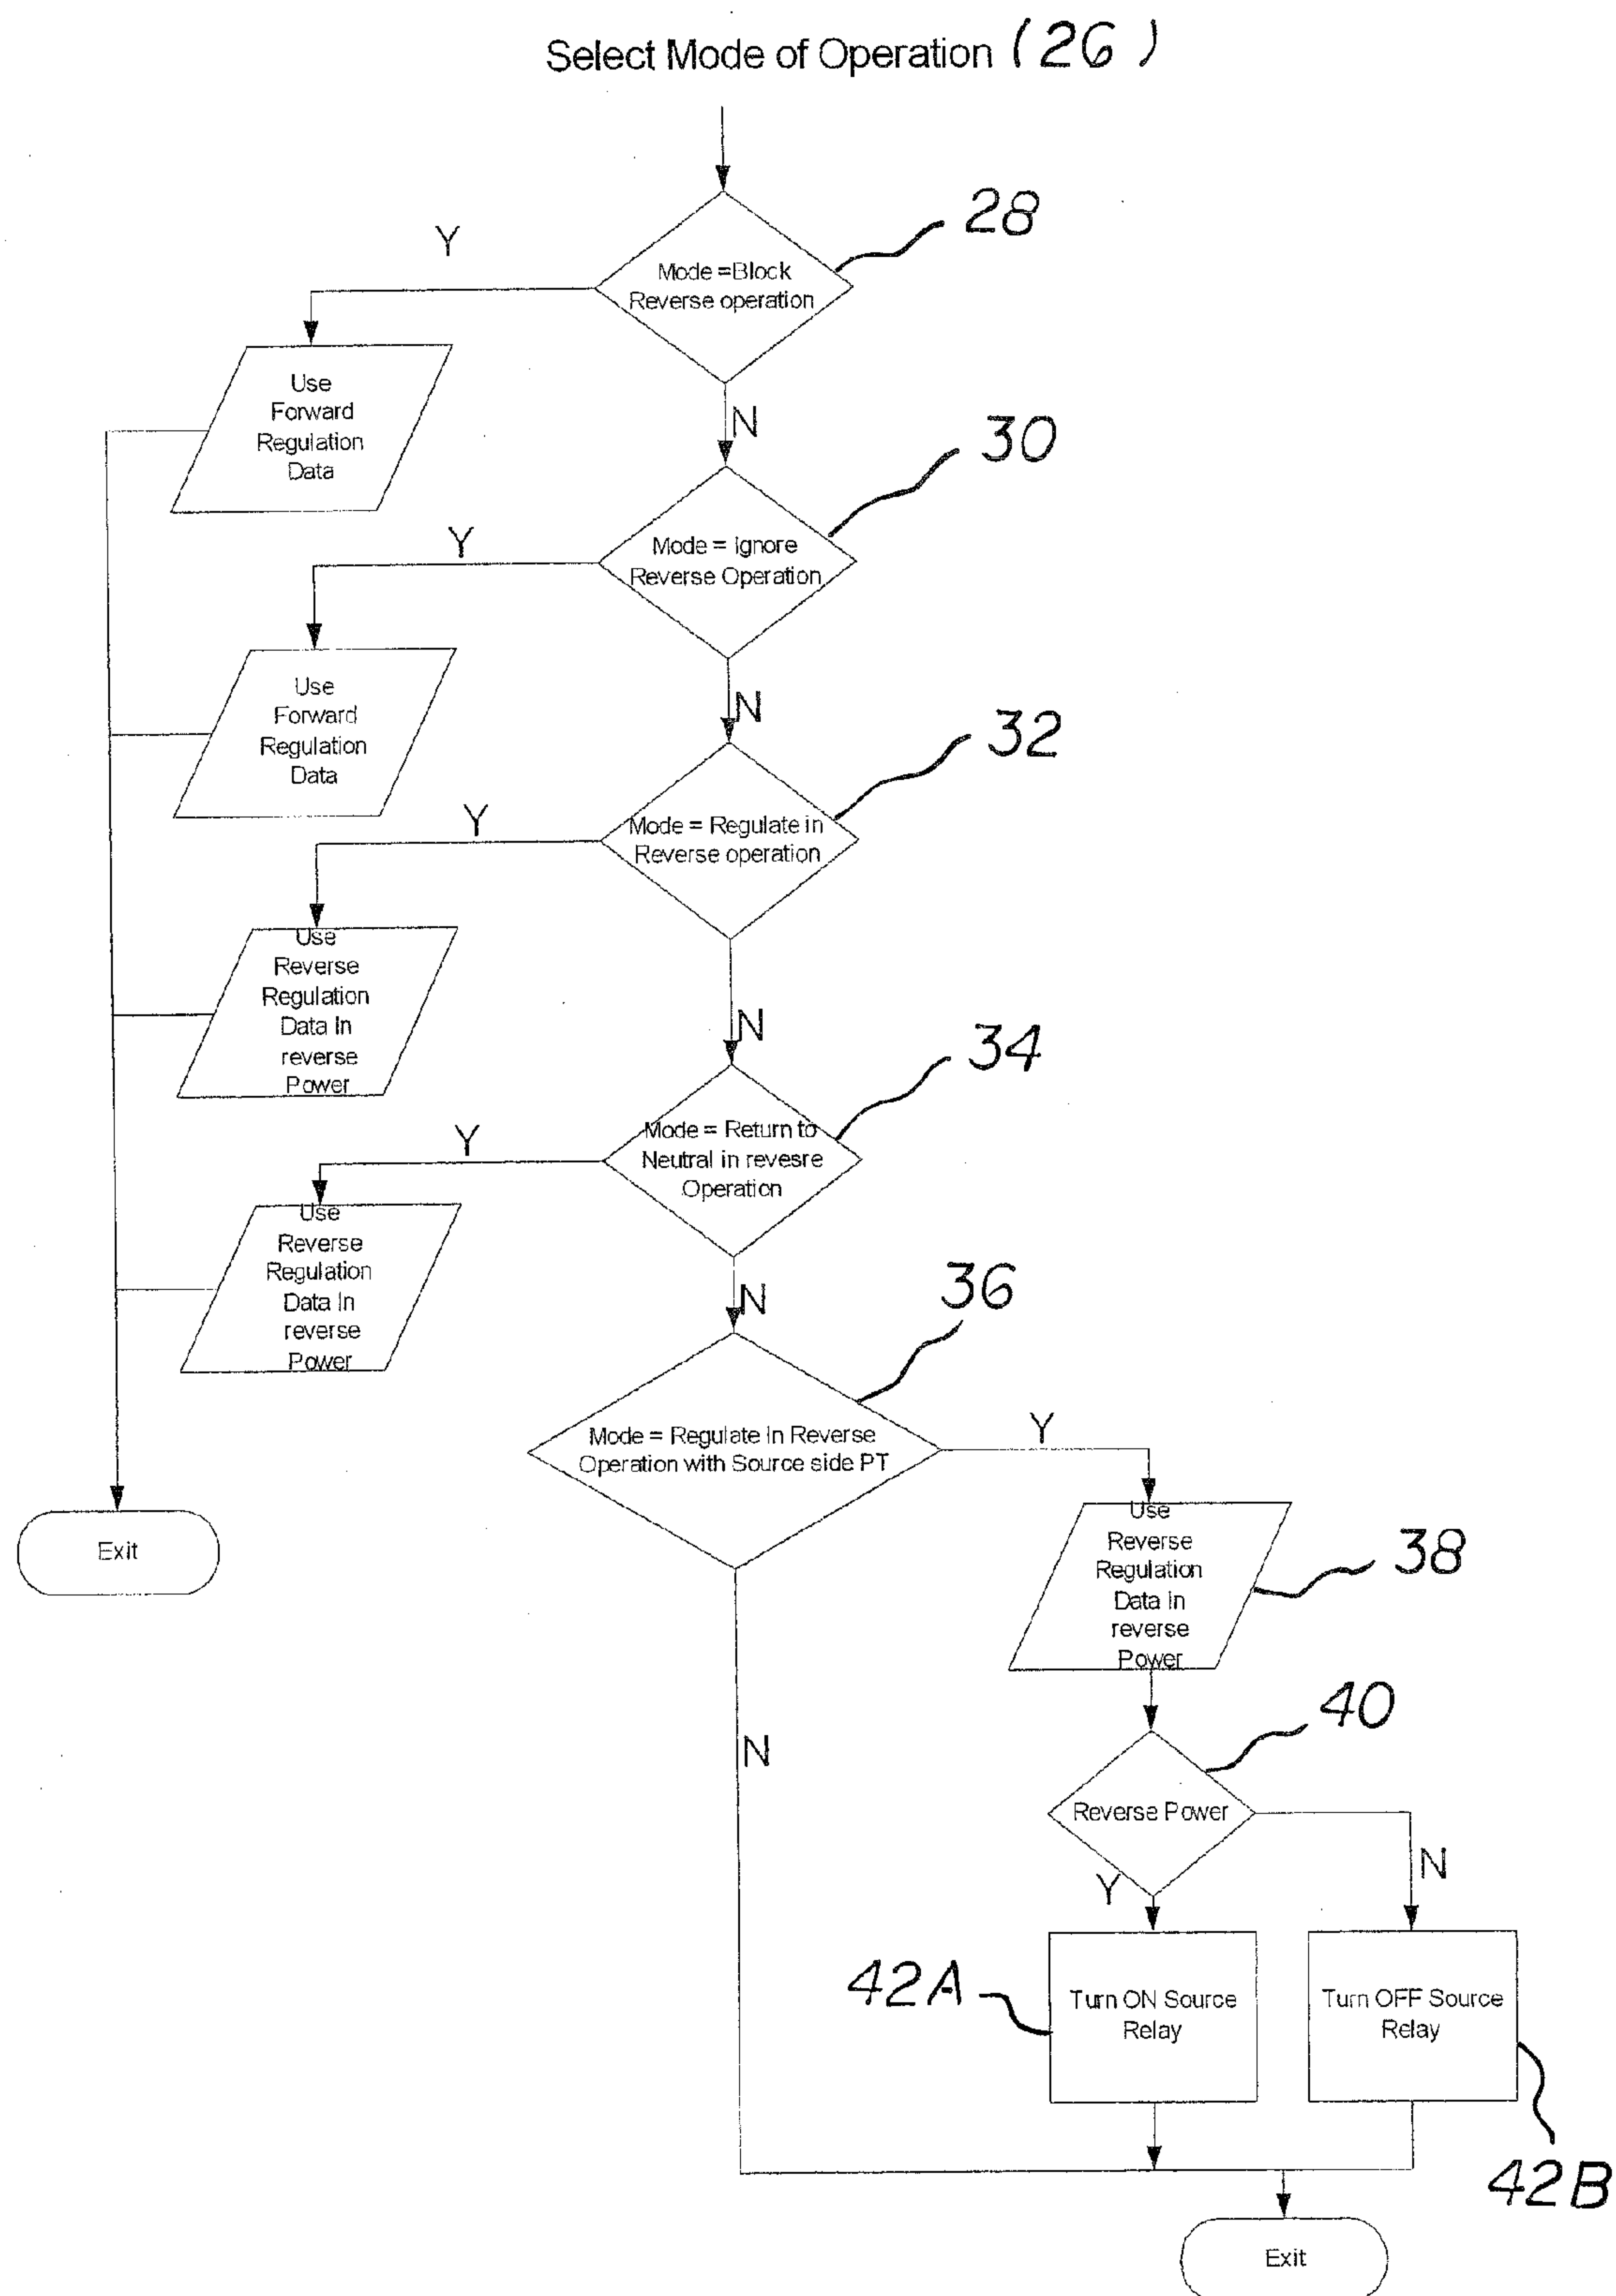 Select Mode of Operation (26)
28
Y
Mode =Block
Reverse operation
Use
Forward
Regulation
Data
N
30
Y
Mode = Ignore
Reverse Operation
Use
Forward
Regulation
Data
N
32
Y
Mode = Regulate in
Reverse operation
Use
Reverse
Regulation
Data In
reverse
Power
N
34
Y
Mode = Return to
Neutral in revesre
Operation
Use
Reverse
Regulation
Data In
reverse
Power
N
36
Mode = Regulate in Reverse
Operation with Source side PT
Y
Exit
Use
Reverse
Regulation
Data In
reverse
Power
38
N
40
Reverse Power
Y
N
42A
Turn ON Source
Relay
Turn OFF Source
Relay
42B
Exit